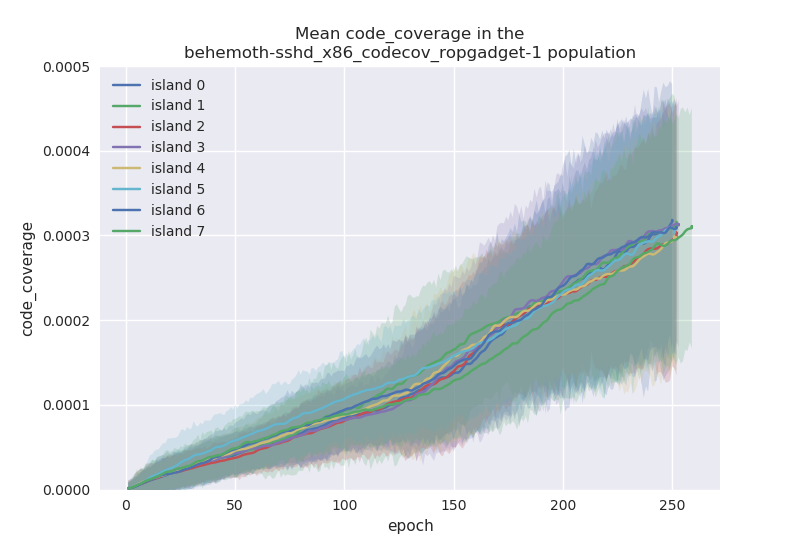 Mean code_coverage in the
behemoth-sshd_x86_codecov_ropgadget-1 population
0.0005
0.0004
0.0003
0.0002
0.0001
0.0000
code_coverage
island 0
island 1
island 2
island 3
island 4
island 5
island 6
island 7
0 50 100 150 200 250
epoch